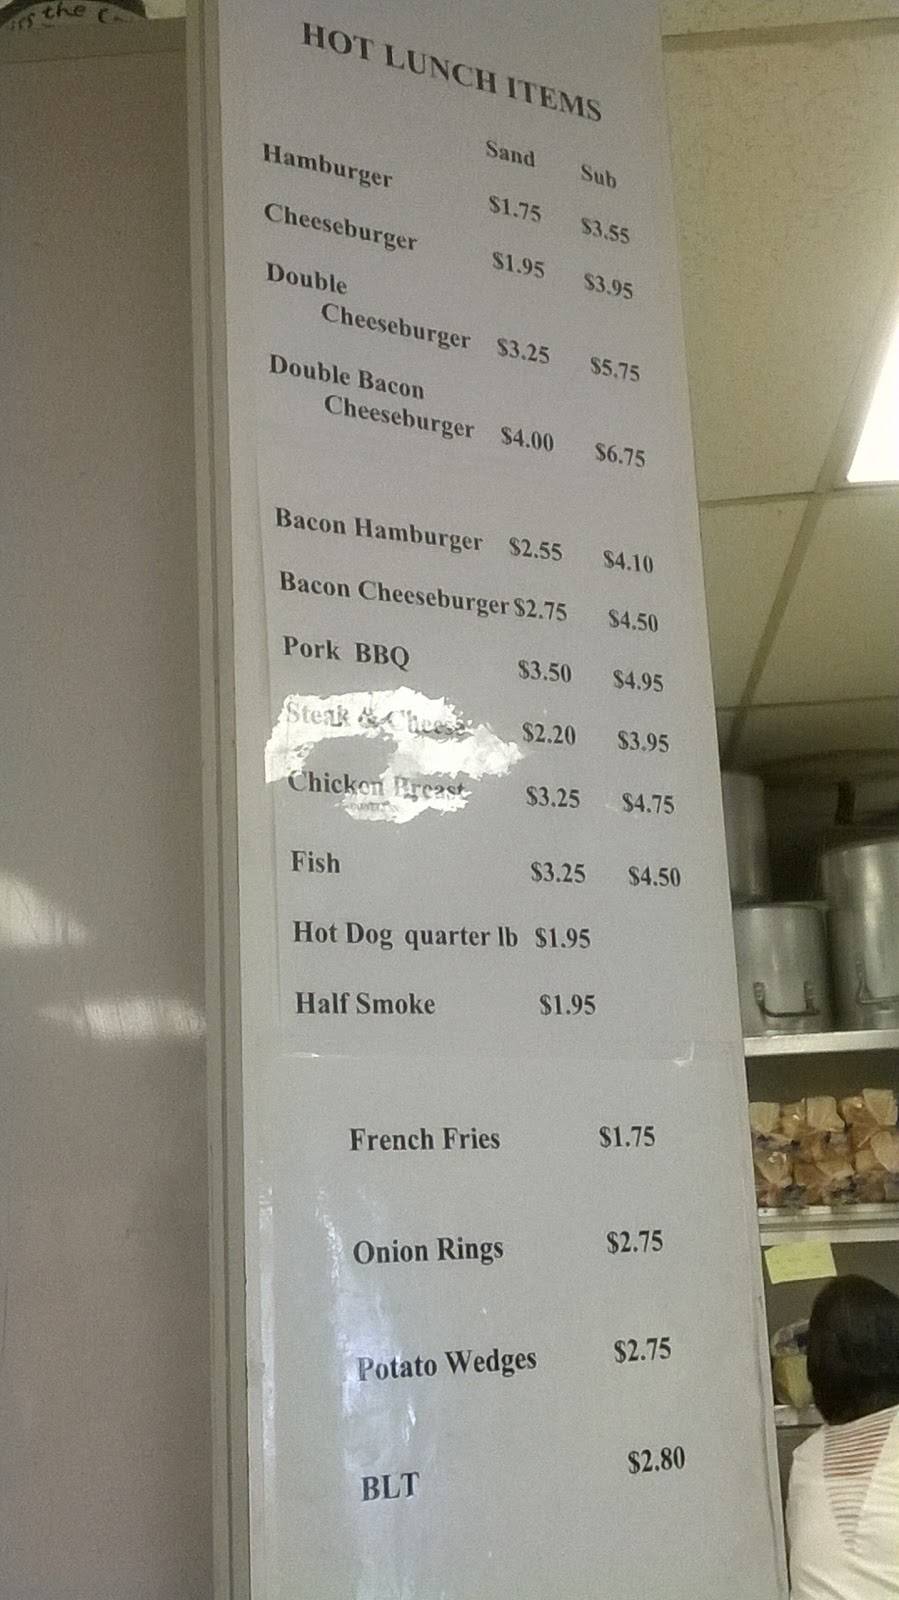 the
HOT LUNCH ITEMS
Sand Sub
Hamburger $1.75 $3.55
Cheeseburger $1.95 $3.95
Double
Cheeseburger $3.25 $5.75
Double Bacon
Cheeseburger $4.00 $6.75
Bacon Hamburger $2.55 $4.10
Bacon Cheeseburger $2.75 $4.50
Pork BBQ $3.50 $4.95
Steak & Cheese $2.20 $3.95
Chicken Breast $3.25 $4.75
Fish $3.25 $4.50
Hot Dog quarter lb $1.95
Half Smoke $1.95
French Fries $1.75
Onion Rings $2.75
Potato Wedges $2.75
BLT $2.80